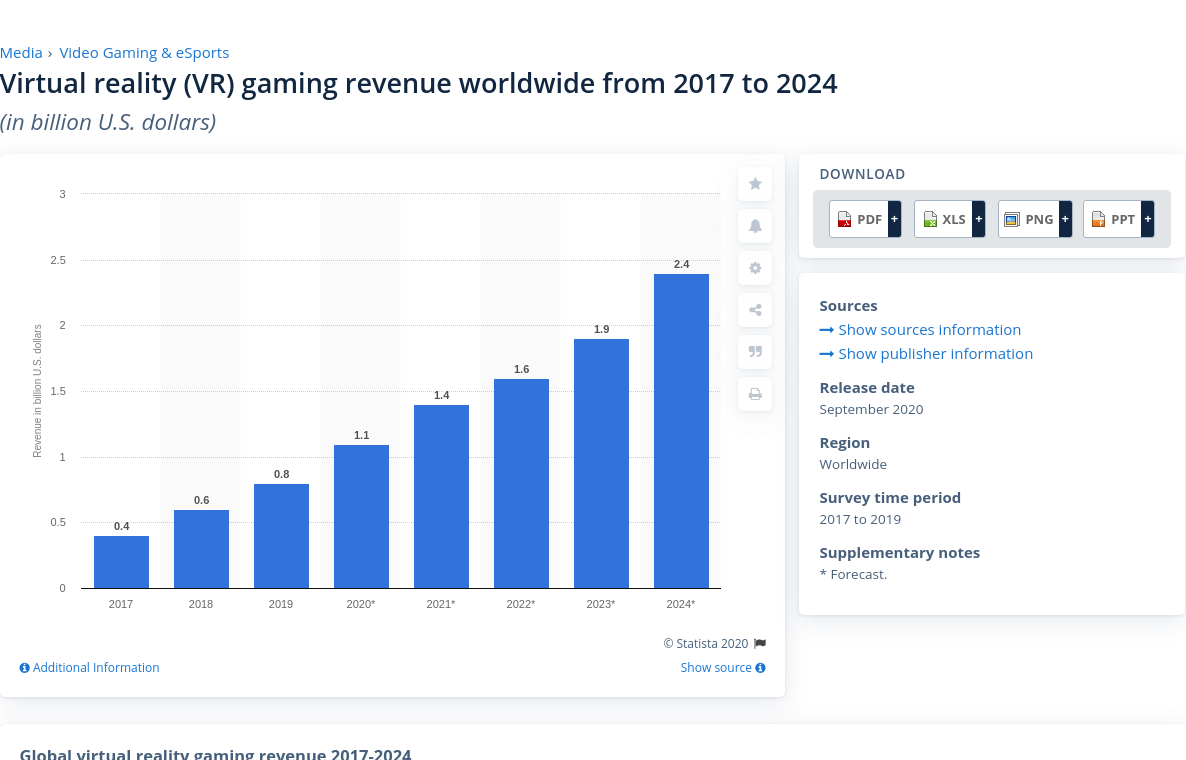 Media › Video Gaming & eSports
Virtual reality (VR) gaming revenue worldwide from 2017 to 2024
(in billion U.S. dollars)
Revenue in billion U.S. dollars
3
2.5
2
1.5
1
0.5
0
0.4
0.6
0.8
1.1
1.4
1.6
1.9
2.4
2017
2018
2019
2020*
2021*
2022*
2023*
2024*
© Statista 2020
Additional Information
Show source
DOWNLOAD
PDF +
XLS +
PNG +
PPT +
Sources
Show sources information
Show publisher information
Release date
September 2020
Region
Worldwide
Survey time period
2017 to 2019
Supplementary notes
* Forecast.
Global virtual reality gaming revenue 2017-2024